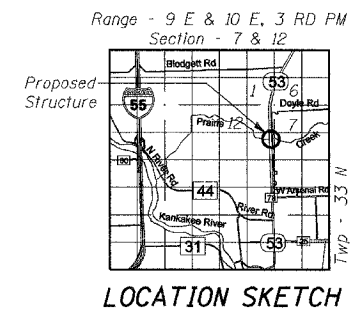 Range - 9 E & 10 E, 3 RD PM
Section - 7 & 12
Blodgett Rd
Proposed
Structure
53
1 6
55
Doyle Rd
Prairie 12 7
Creek
N River Rd
80
44
W Arsenal Rd
79
River Rd
Kankakee River
31
53
25
Twp - 33 N
LOCATION SKETCH